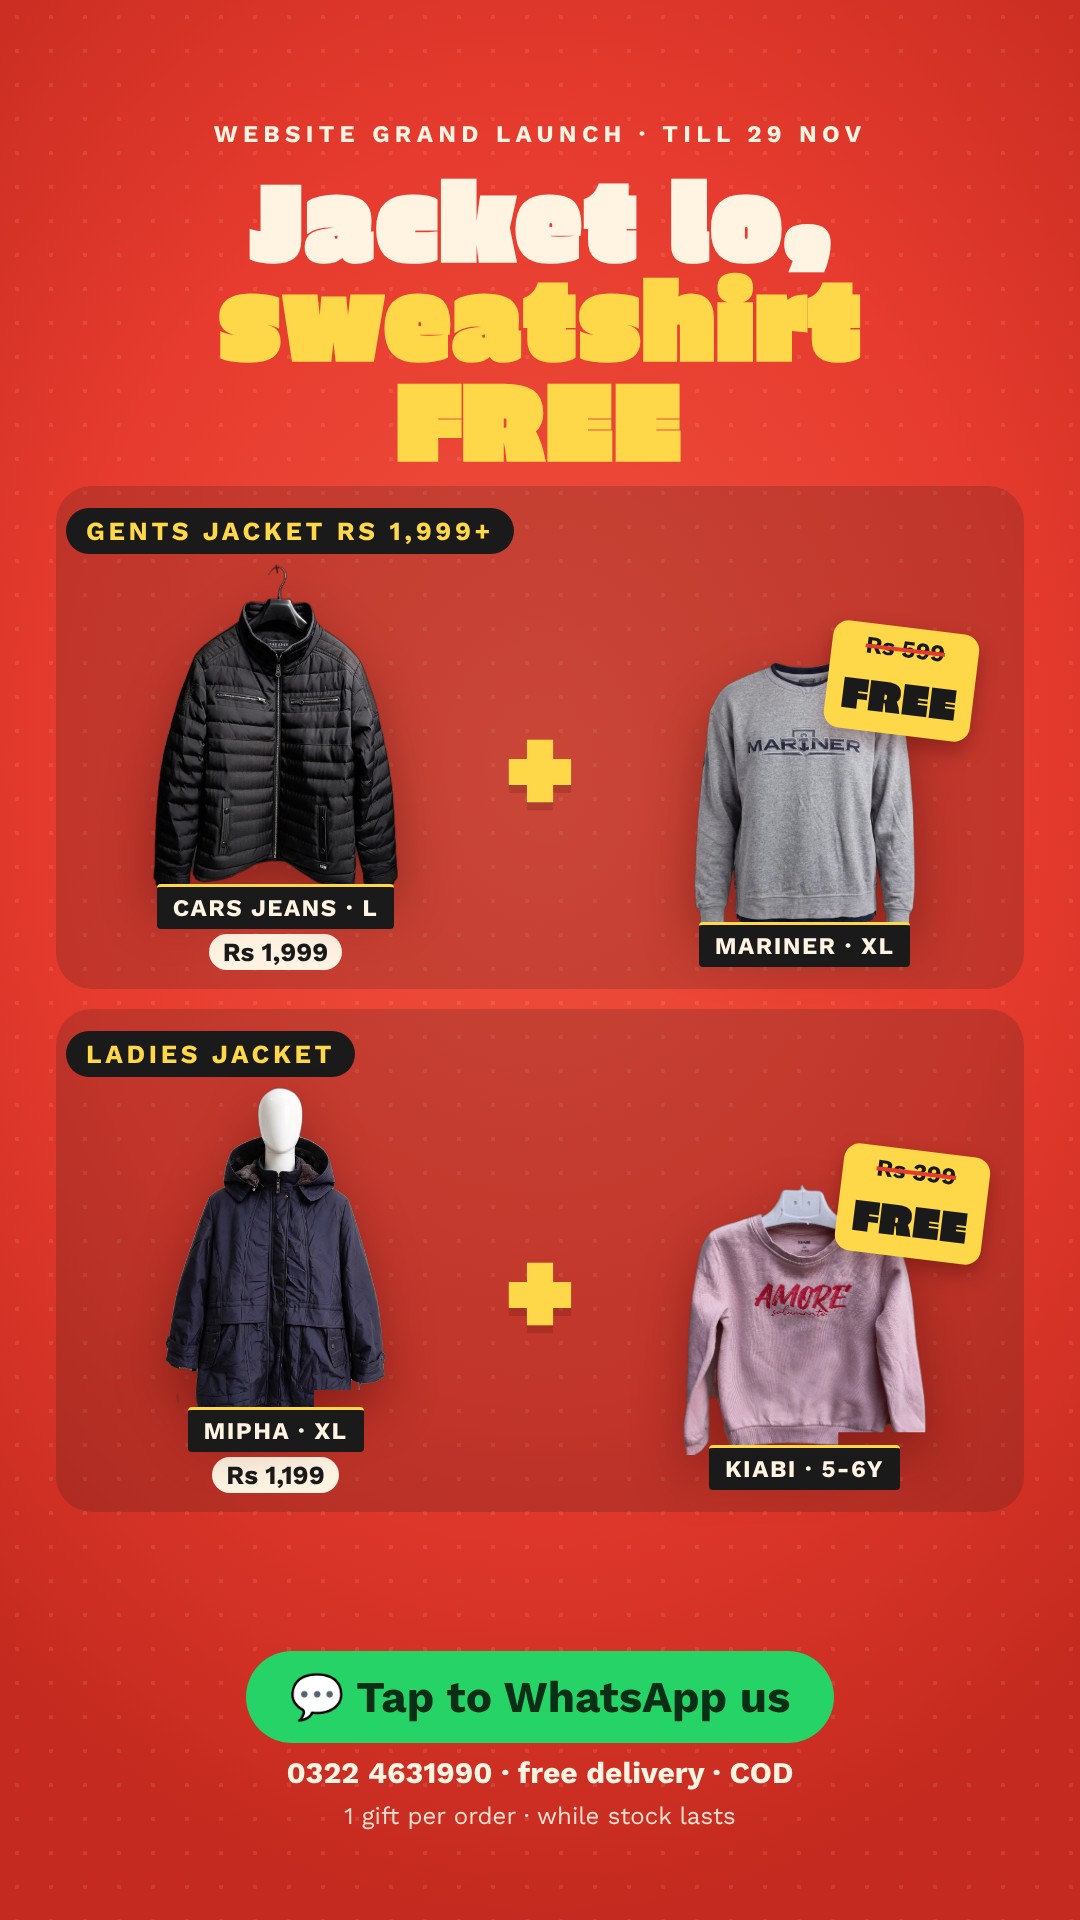 WEBSITE GRAND LAUNCH · TILL 29 NOV
Jacket lo,
sweatshirt
FREE
GENTS JACKET RS 1,999+
Rs 599
FREE
MARINER
CARS JEANS · L
Rs 1,999
MARINER · XL
LADIES JACKET
Rs 399
FREE
AMORE
MIPHA · XL
Rs 1,199
KIABI · 5-6Y
💬 Tap to WhatsApp us
0322 4631990 · free delivery · COD
1 gift per order · while stock lasts